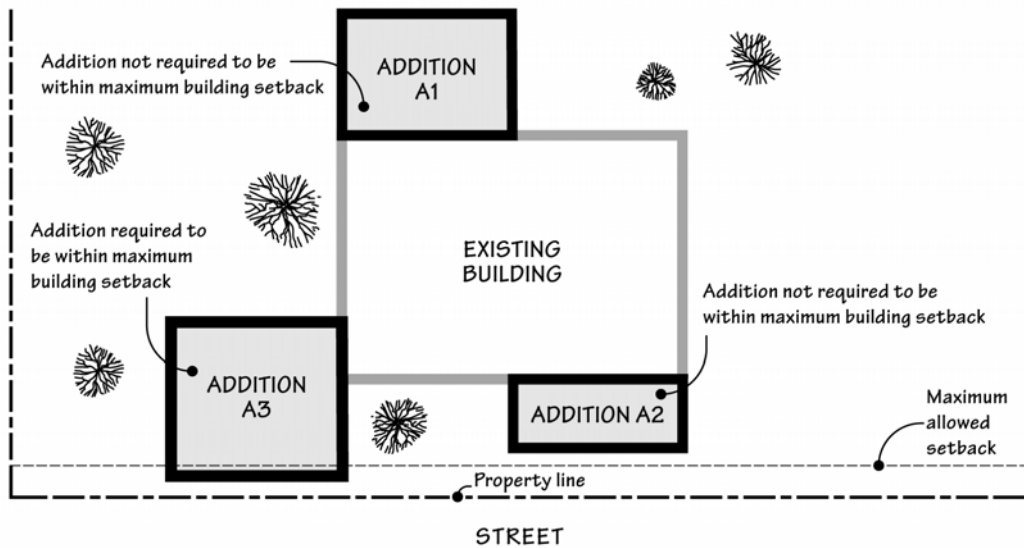 Addition not required to be
within maximum building setback
ADDITION
A1
Addition required to
be within maximum
building setback
EXISTING
BUILDING
Addition not required to be
within maximum building setback
ADDITION
A3
ADDITION A2
Maximum
allowed
setback
Property line
STREET